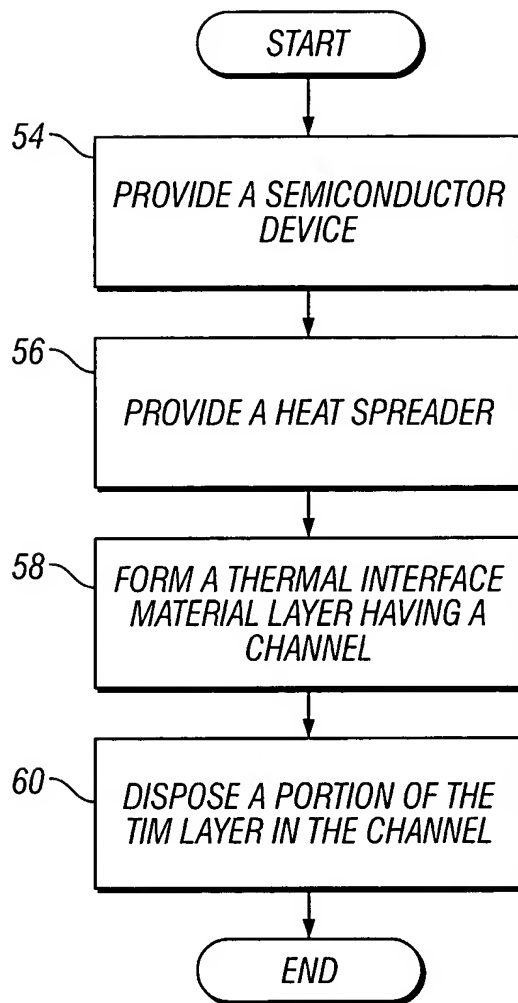 START
54
PROVIDE A SEMICONDUCTOR
DEVICE
56
PROVIDE A HEAT SPREADER
58
FORM A THERMAL INTERFACE
MATERIAL LAYER HAVING A
CHANNEL
60
DISPOSE A PORTION OF THE
TIM LAYER IN THE CHANNEL
END